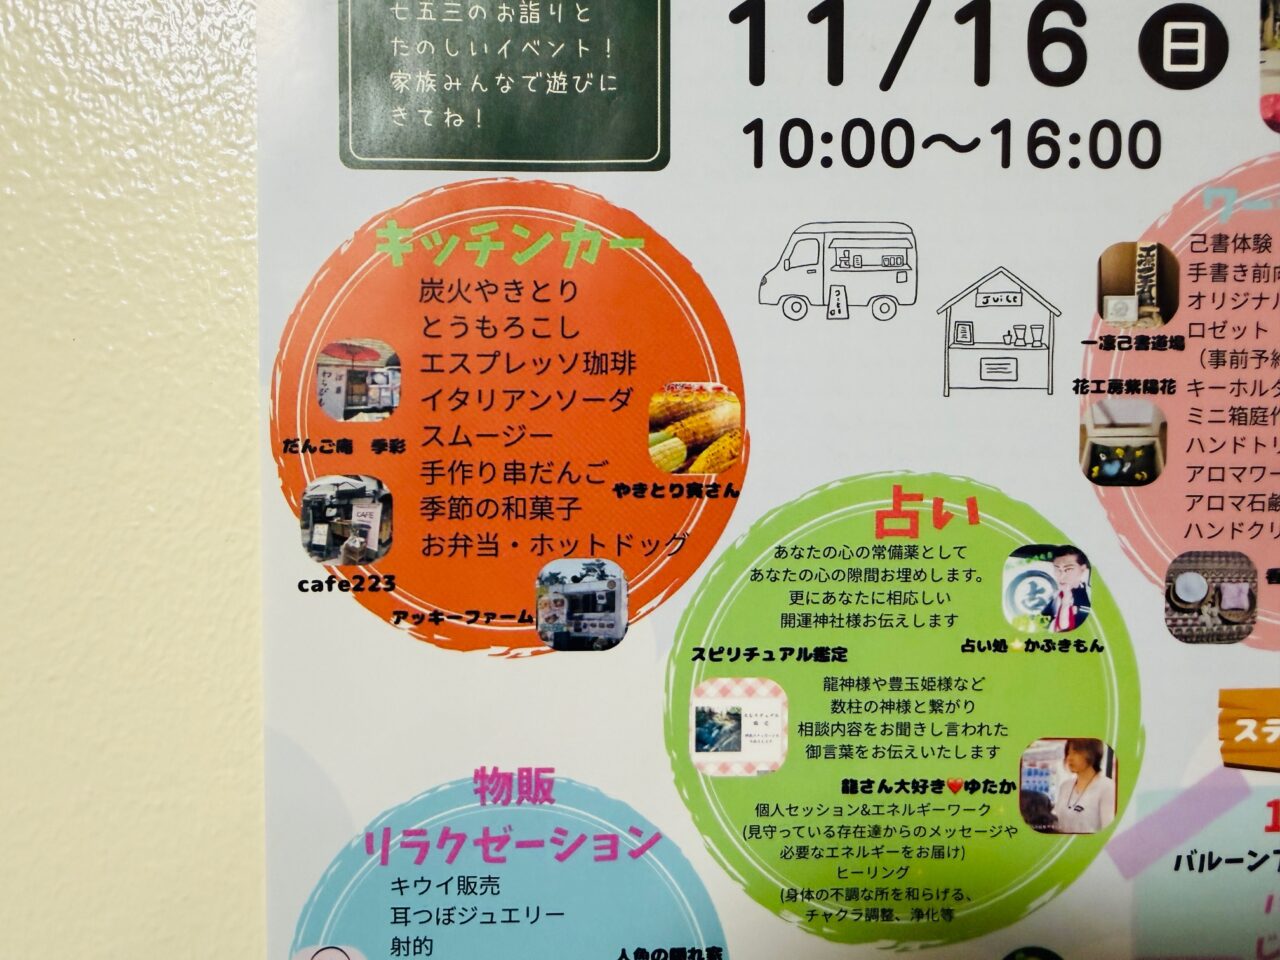 七五三のお詣りと
たのしいイベント!
家族みんなで遊びに
きてね!
11/16 日
10:00～16:00
キッチンカー
炭火やきとり
とうもろこし
エスプレッソ珈琲
イタリアンソーダ
スムージー
手作り串だんご
季節の和菓子
お弁当・ホットドッグ
だんご庵 季彩
cafe223
アッキーファーム
やきとり寅さん
JUICE
占い
あなたの心の常備薬として
あなたの心の隙間お埋めします。
更にあなたに相応しい
開運神社様お伝えします
占い処 かぶきもん
占
スピリチュアル鑑定
龍神様や豊玉姫様など
数柱の神様と繋がり
相談内容をお聞きし言われた
御言葉をお伝えいたします
龍さん大好き❤ゆたか
個人セッション&エネルギーワーク
(見守っている存在達からのメッセージや
必要なエネルギーをお届け)
ヒーリング
(身体の不調な所を和らげる、
チャクラ調整、浄化等
物販
リラクゼーション
キウイ販売
耳つぼジュエリー
射的
人魚の隠れ家
ワー
己書体験
手書き前
オリジナル
ロゼット
(事前予約
キーホルダ
ミニ箱庭作
ハンドトリ
アロマワー
アロマ石鹸
ハンドクリ
一凛己書道場
花工房紫陽花
香
ステ
バルーンア